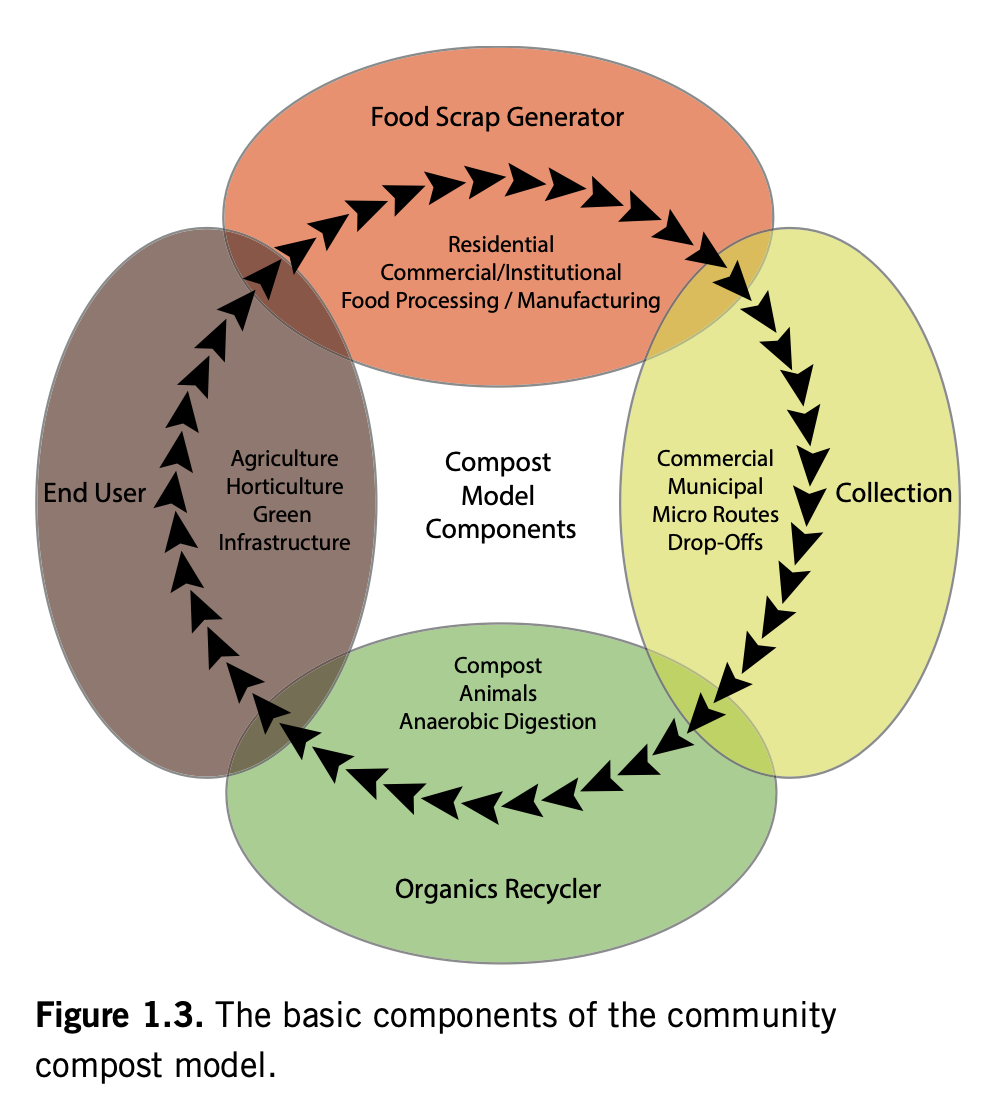 Food Scrap Generator
Residential
Commercial/Institutional
Food Processing / Manufacturing
End User
Agriculture
Horticulture
Green
Infrastructure
Compost
Model
Components
Commercial
Municipal
Micro Routes
Drop-Offs
Collection
Compost
Animals
Anaerobic Digestion
Organics Recycler
Figure 1.3. The basic components of the community
compost model.